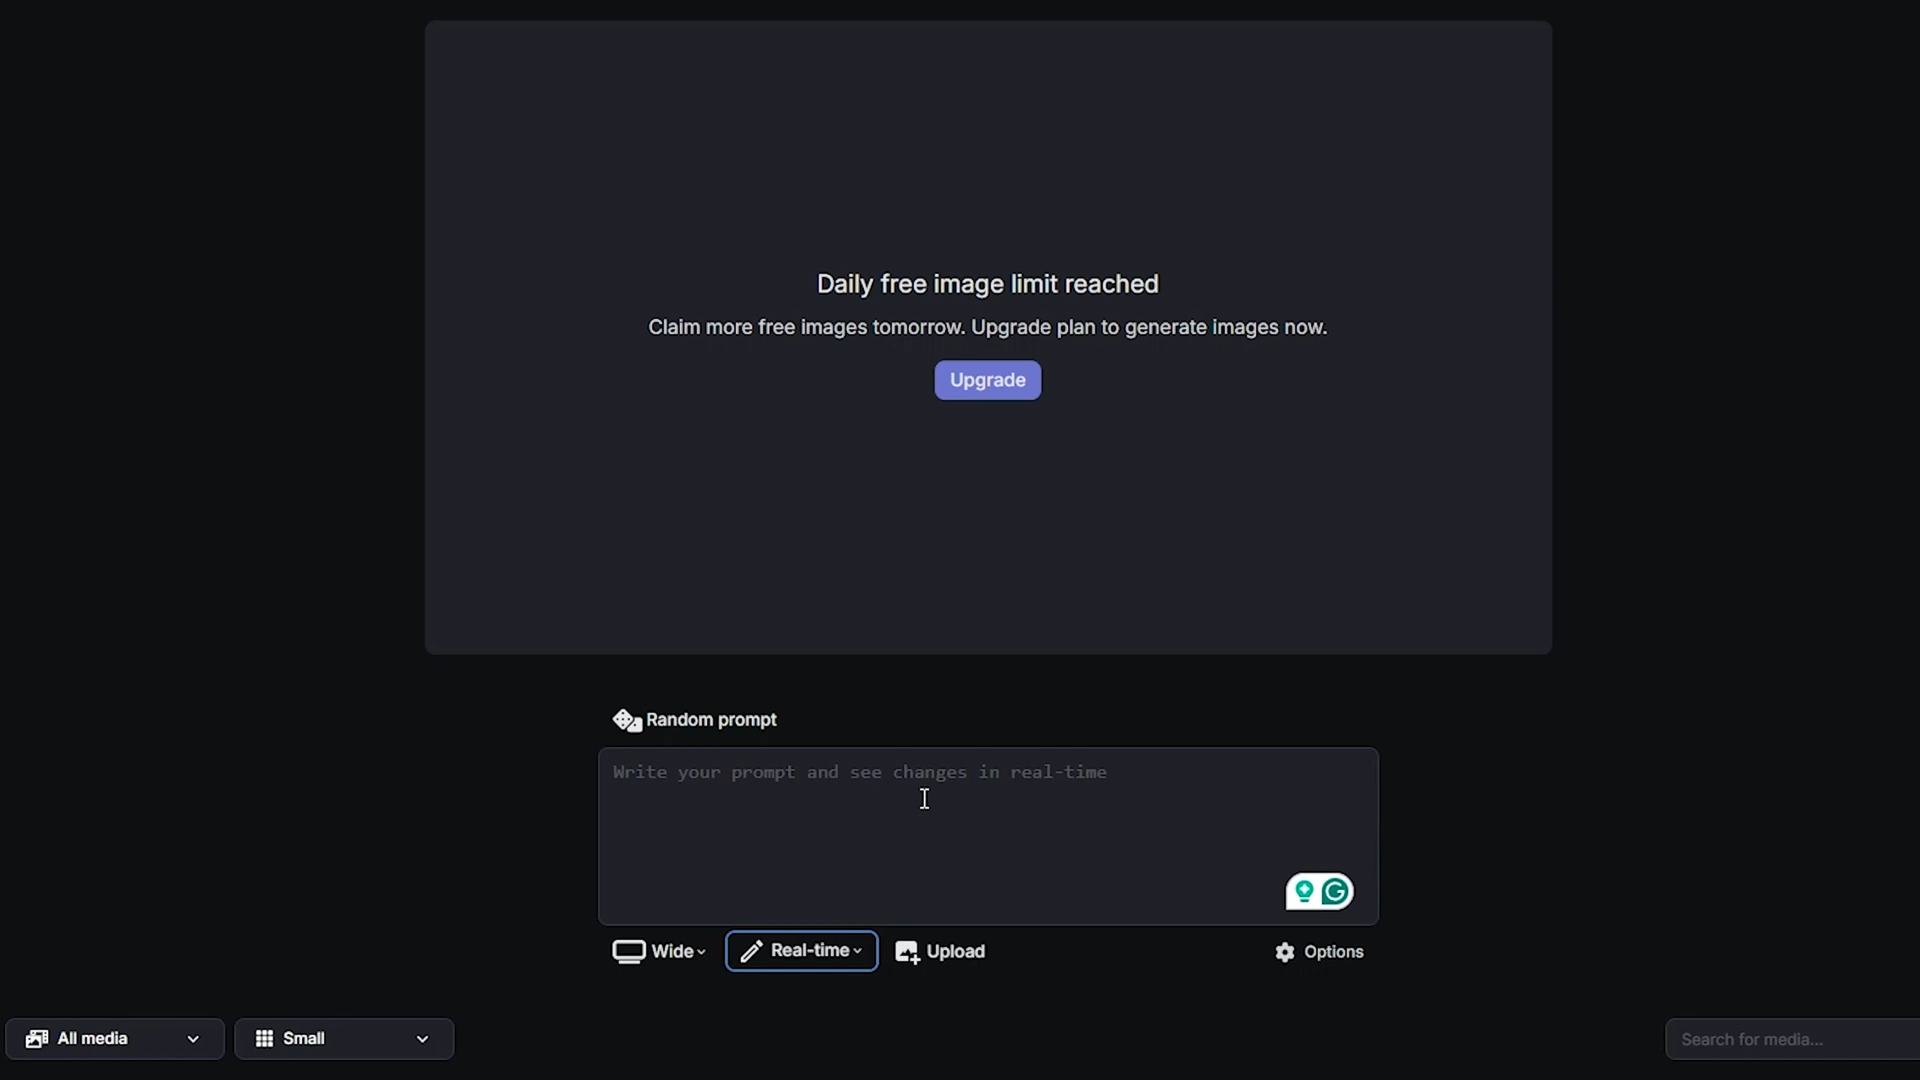 Daily free image limit reached
Claim more free images tomorrow. Upgrade plan to generate images now.
Upgrade
Random prompt
Write your prompt and see changes in real-time
Wide
Real-time
Upload
Options
All media
Small
Search for media...